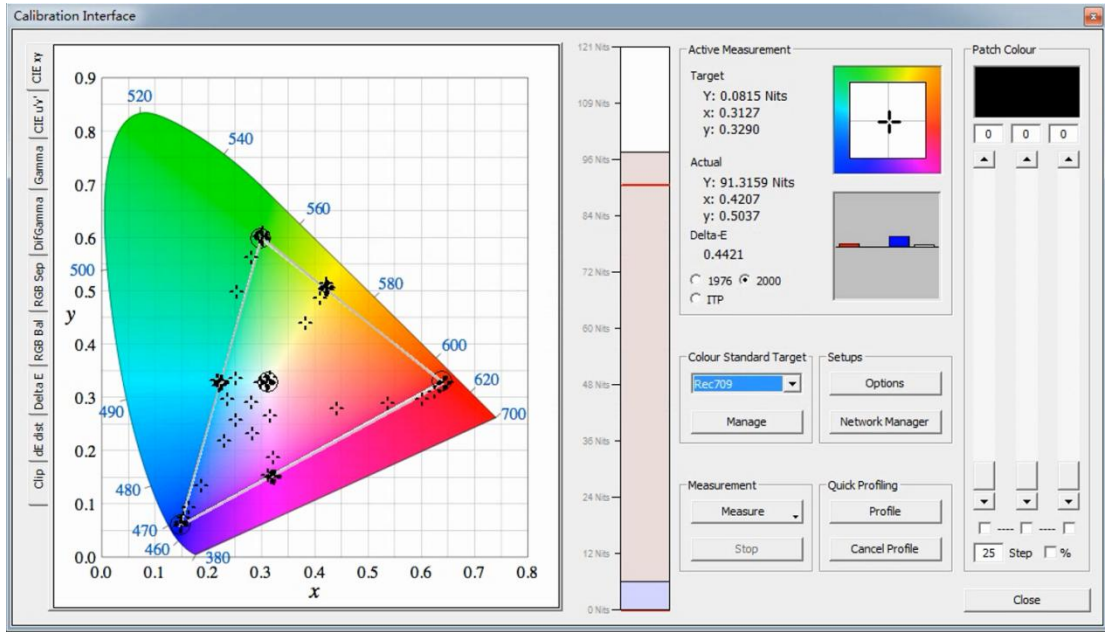 Calibration Interface
CIE xy
CIE u'v'
Gamma
DifGamma
RGB Sep
RGB Bal
Delta E
dE dist
Clip
0.9
0.8
0.7
0.6
0.5
0.4
0.3
0.2
0.1
0.0
y
0.0 0.1 0.2 0.3 0.4 0.5 0.6 0.7 0.8
x
520
540
560
500
580
600
620
490
700
480
470
460
380
121 Nits
109 Nits
96 Nits
84 Nits
72 Nits
60 Nits
48 Nits
36 Nits
24 Nits
12 Nits
0 Nits
Active Measurement
Target
Y: 0.0815 Nits
x: 0.3127
y: 0.3290
Actual
Y: 91.3159 Nits
x: 0.4207
y: 0.5037
Delta-E
0.4421
1976 2000
ITP
Colour Standard Target
Rec709
Manage
Setups
Options
Network Manager
Measurement
Measure
Stop
Quick Profiling
Profile
Cancel Profile
Patch Colour
0 0 0
---- ----
25 Step %
Close